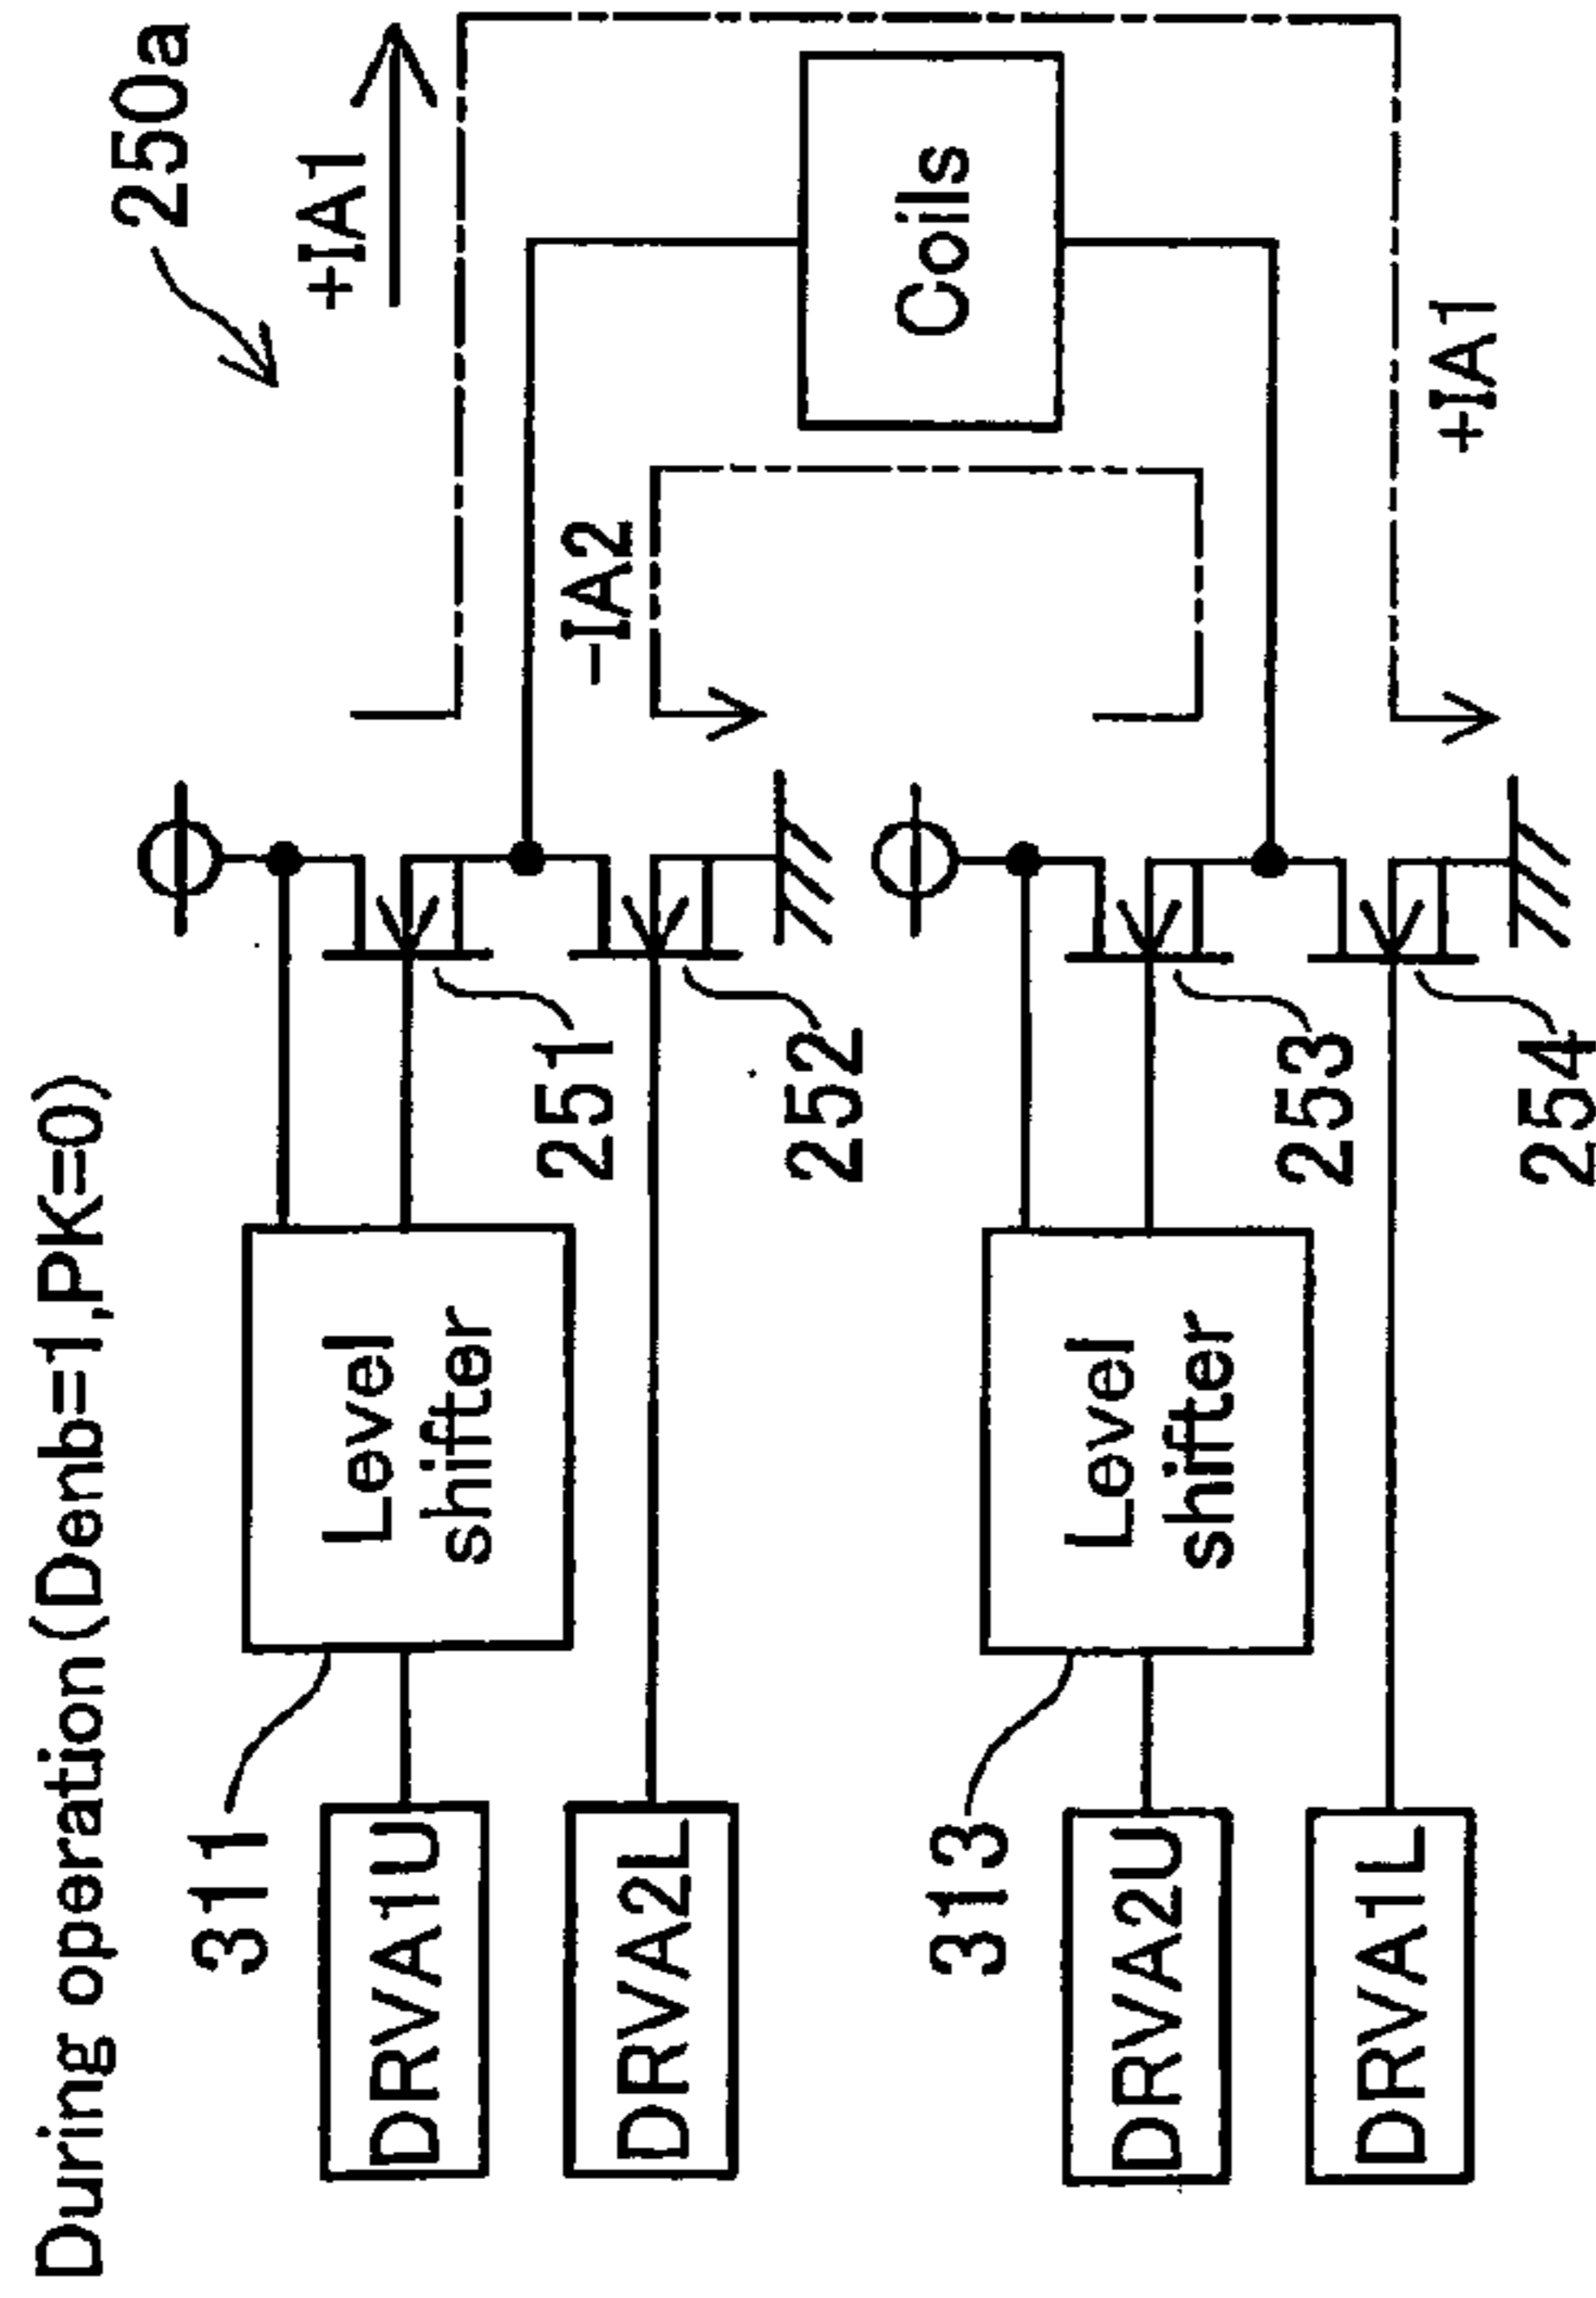 During operation(Denb=1,PK=0)
250a
+IA1
311
Level
shifter
DRVA1U
251
-IA2
DRVA2L
252
Coils
313
Level
shifter
DRVA2U
253
+IA1
DRVA1L
254